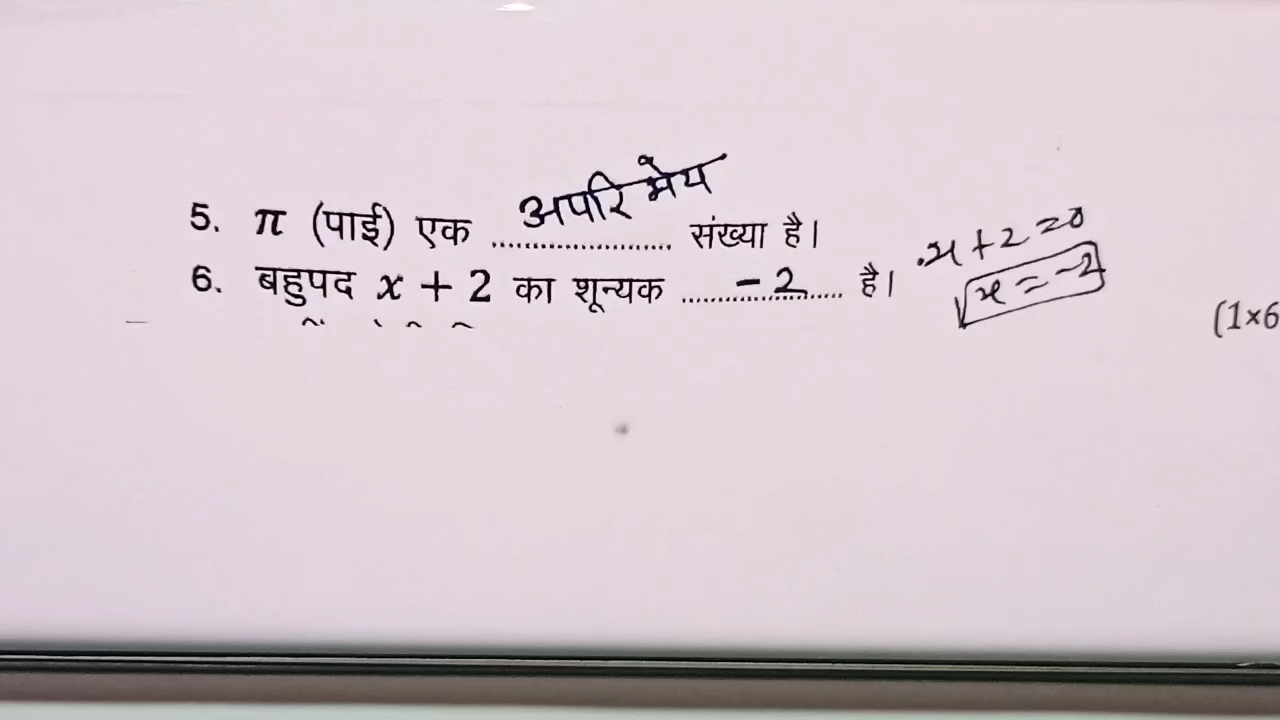 5. π (पाई) एक अपरिमेय संख्या है।
6. बहुपद x + 2 का शून्यक -2 है।
x+2=0
x=-2
(1×6